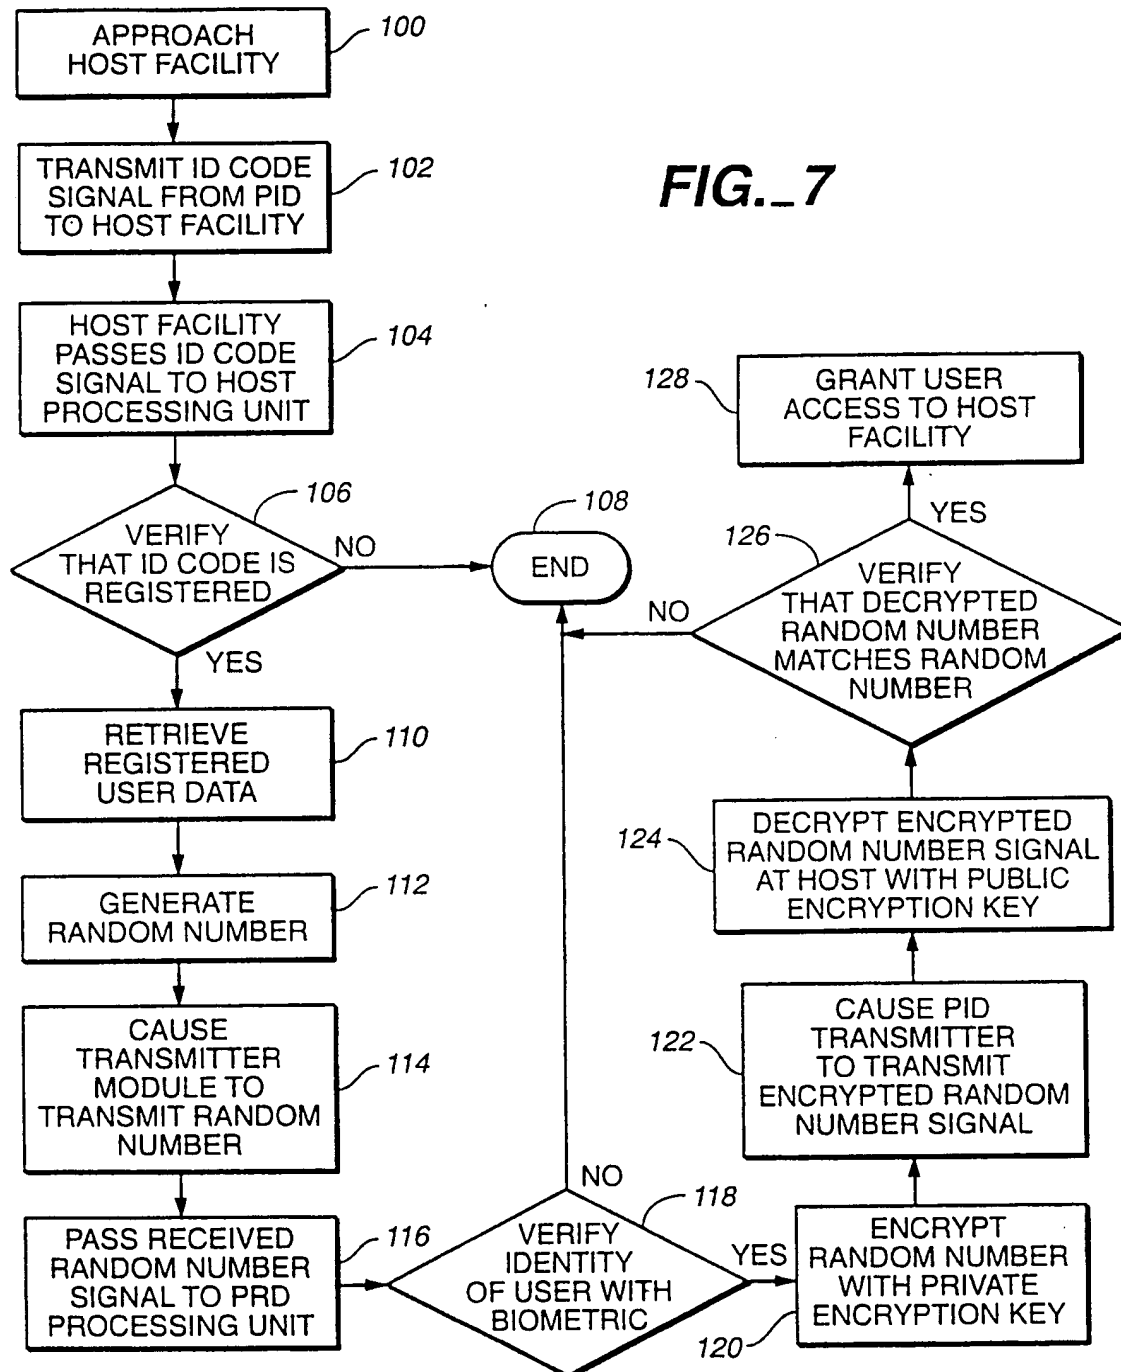 APPROACH
HOST FACILITY
100
TRANSMIT ID CODE
SIGNAL FROM PID
TO HOST FACILITY
102
FIG._7
HOST FACILITY
PASSES ID CODE
SIGNAL TO HOST
PROCESSING UNIT
104
VERIFY
THAT ID CODE IS
REGISTERED
106
NO
YES
END
108
RETRIEVE
REGISTERED
USER DATA
110
GENERATE
RANDOM NUMBER
112
CAUSE
TRANSMITTER
MODULE TO
TRANSMIT RANDOM
NUMBER
114
PASS RECEIVED
RANDOM NUMBER
SIGNAL TO PRD
PROCESSING UNIT
116
VERIFY
IDENTITY
OF USER WITH
BIOMETRIC
118
NO
YES
ENCRYPT
RANDOM NUMBER
WITH PRIVATE
ENCRYPTION KEY
120
CAUSE PID
TRANSMITTER
TO TRANSMIT
ENCRYPTED RANDOM
NUMBER SIGNAL
122
DECRYPT ENCRYPTED
RANDOM NUMBER SIGNAL
AT HOST WITH PUBLIC
ENCRYPTION KEY
124
VERIFY
THAT DECRYPTED
RANDOM NUMBER
MATCHES RANDOM
NUMBER
126
NO
YES
GRANT USER
ACCESS TO HOST
FACILITY
128